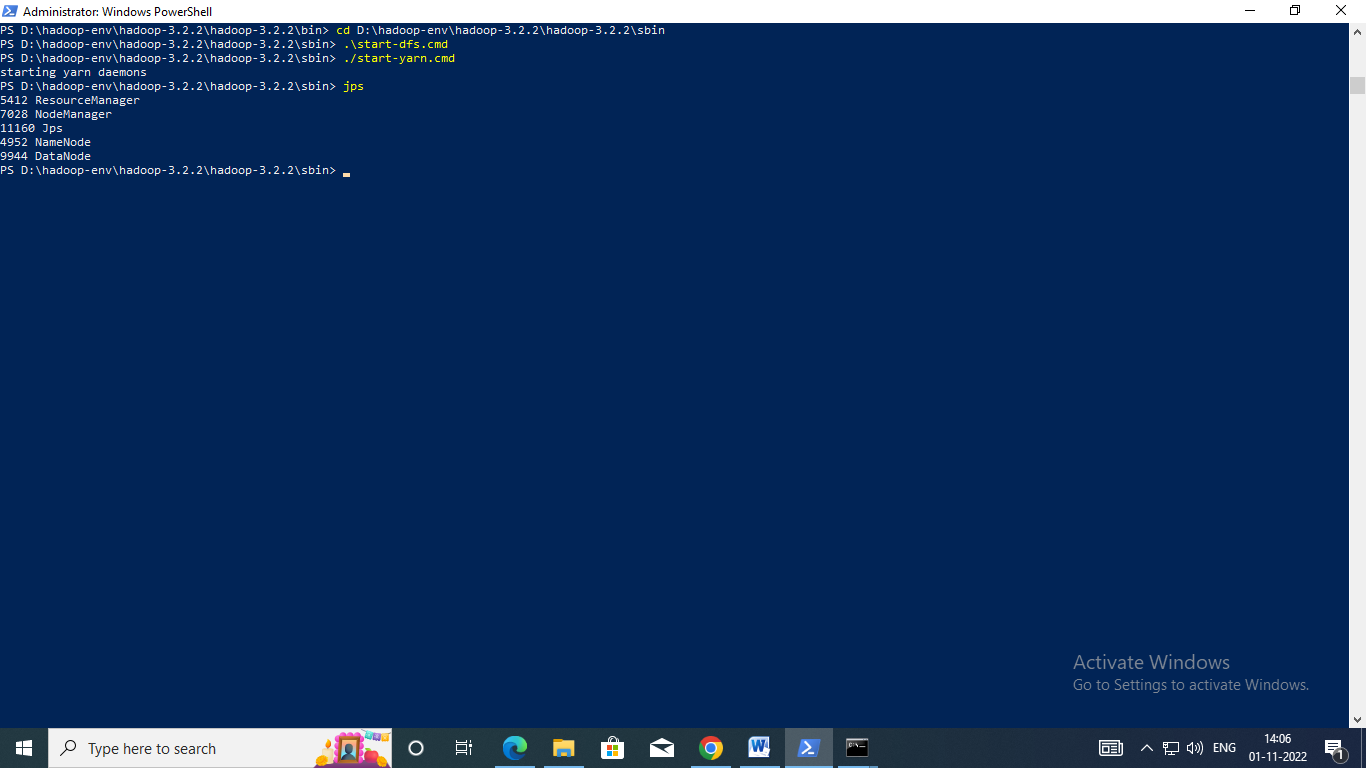 Administrator: Windows PowerShell
PS D:\hadoop-env\hadoop-3.2.2\hadoop-3.2.2\bin> cd D:\hadoop-env\hadoop-3.2.2\hadoop-3.2.2\sbin
PS D:\hadoop-env\hadoop-3.2.2\hadoop-3.2.2\sbin> .\start-dfs.cmd
PS D:\hadoop-env\hadoop-3.2.2\hadoop-3.2.2\sbin> ./start-yarn.cmd
starting yarn daemons
PS D:\hadoop-env\hadoop-3.2.2\hadoop-3.2.2\sbin> jps
5412 ResourceManager
7028 NodeManager
11160 Jps
4952 NameNode
9944 DataNode
PS D:\hadoop-env\hadoop-3.2.2\hadoop-3.2.2\sbin>
Activate Windows
Go to Settings to activate Windows.
Type here to search
ENG
14:06
01-11-2022
1